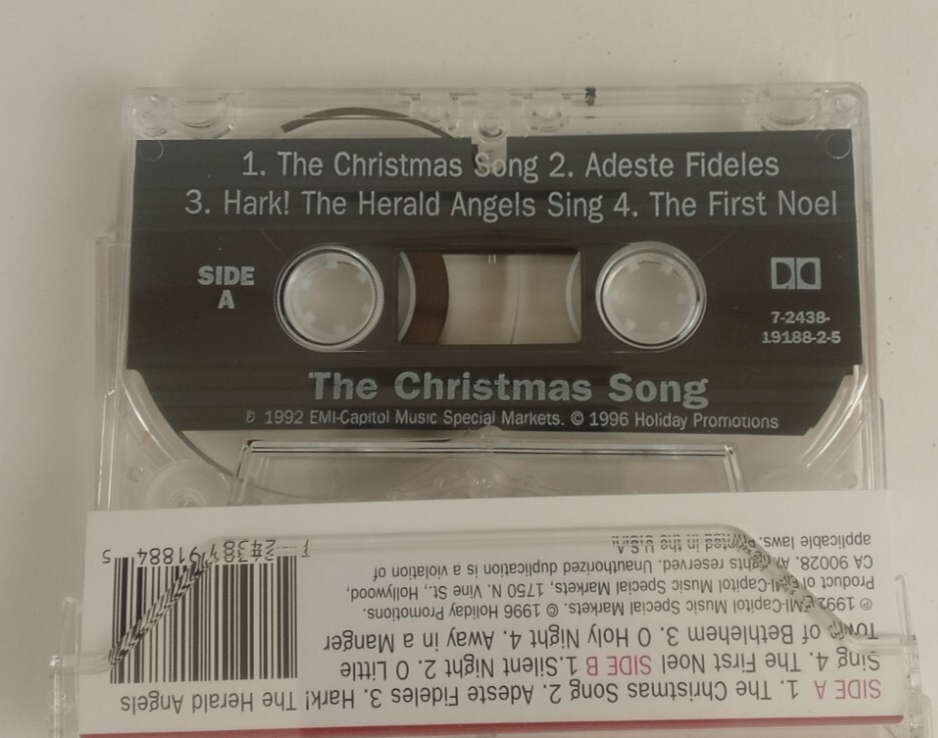 1. The Christmas Song 2. Adeste Fideles
3. Hark! The Herald Angels Sing 4. The First Noel
SIDE
A
7-2438-
19188-2-5
The Christmas Song
℗ 1992 EMI-Capitol Music Special Markets. © 1996 Holiday Promotions
SIDE A 1. The Christmas Song 2. Adeste Fideles 3. Hark! The Herald Angels
Sing 4. The First Noel SIDE B 1.Silent Night 2. O Little
Town of Bethlehem 3. O Holy Night 4. Away in a Manger
℗ 1992 EMI-Capitol Music Special Markets. © 1996 Holiday Promotions.
Product of EMI-Capitol Music Special Markets, 1750 N. Vine St., Hollywood,
CA 90028. All rights reserved. Unauthorized duplication is a violation of
applicable laws. Printed in the U.S.A.
7 2438 91884 5